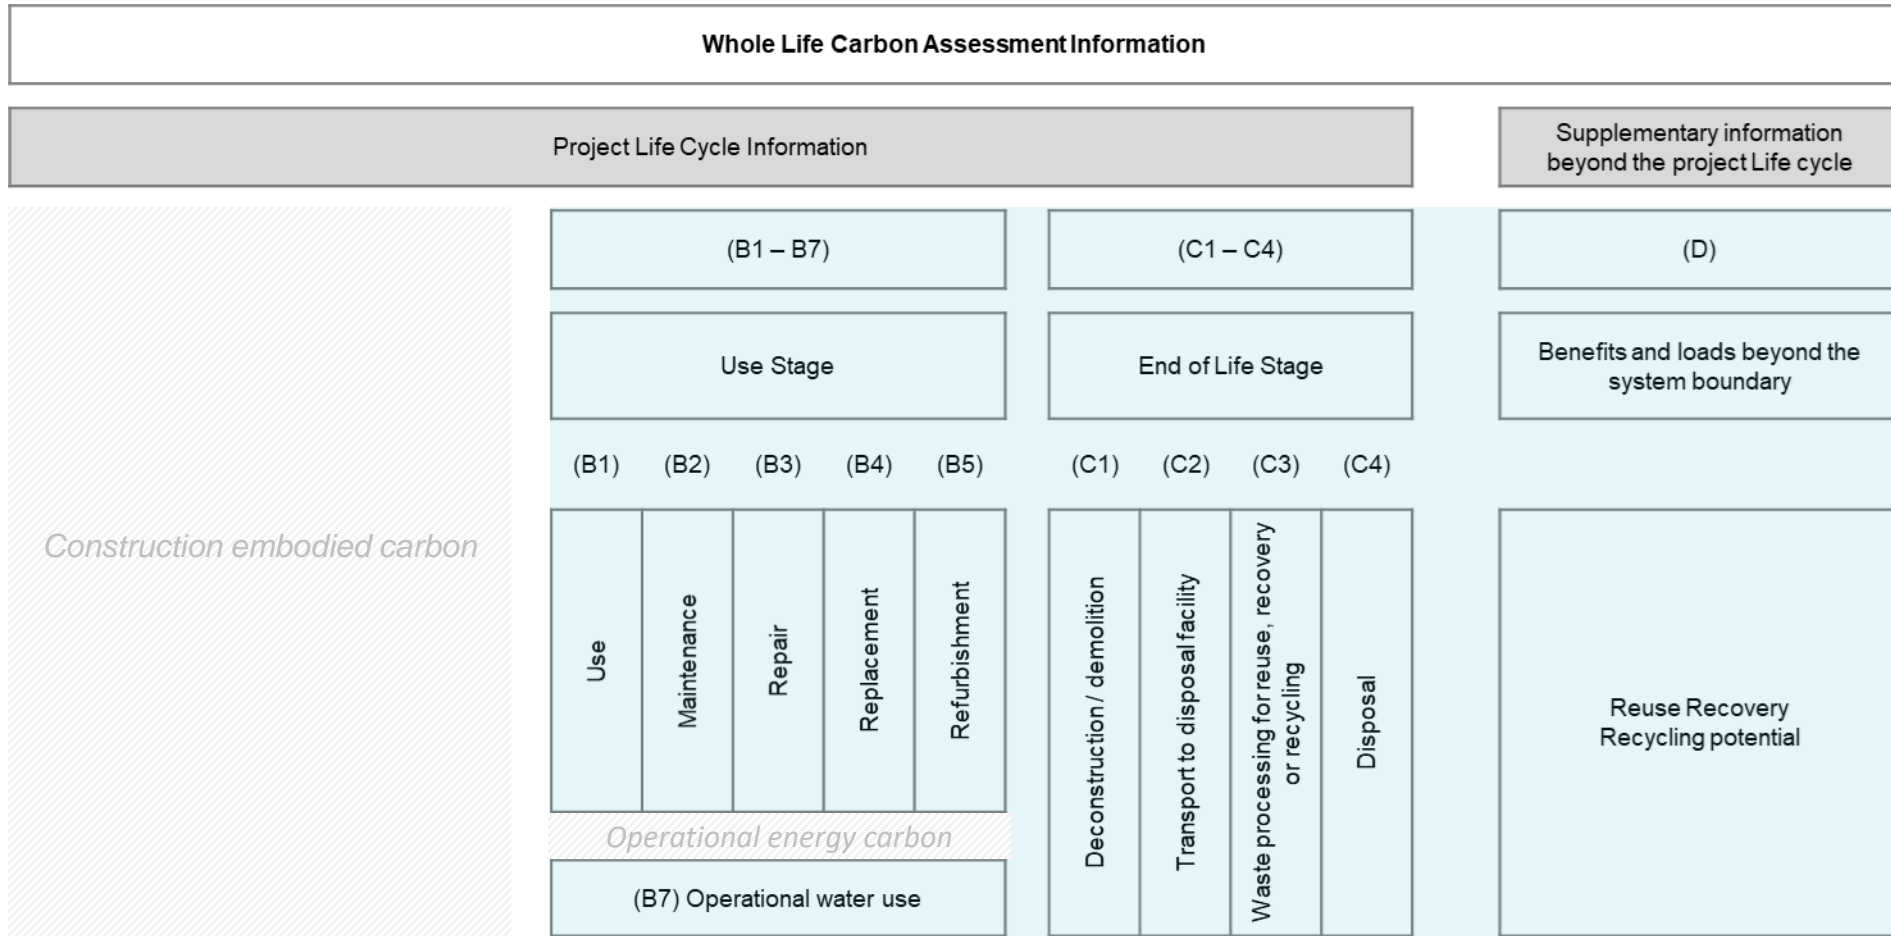 Whole Life Carbon Assessment Information
Project Life Cycle Information
Supplementary information
beyond the project Life cycle
(B1 – B7)
(C1 – C4)
(D)
Use Stage
End of Life Stage
Benefits and loads beyond the
system boundary
(B1)
(B2)
(B3)
(B4)
(B5)
(C1)
(C2)
(C3)
(C4)
Construction embodied carbon
Use
Maintenance
Repair
Replacement
Refurbishment
Deconstruction / demolition
Transport to disposal facility
Waste processing for reuse, recovery
or recycling
Disposal
Reuse Recovery
Recycling potential
Operational energy carbon
(B7) Operational water use